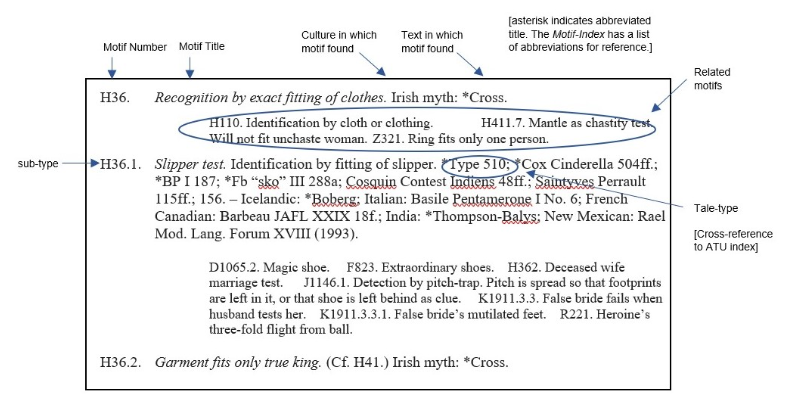 [asterisk indicates abbreviated
title. The Motif-Index has a list
of abbreviations for reference.]
Motif Number
Motif Title
Culture in which
motif found
Text in which
motif found
Related
motifs
H36. Recognition by exact fitting of clothes. Irish myth: *Cross.
H110. Identification by cloth or clothing. H411.7. Mantle as chastity test.
Will not fit unchaste woman. Z321. Ring fits only one person.
sub-type
H36.1. Slipper test. Identification by fitting of slipper. *Type 510; *Cox Cinderella 504ff.;
*BP I 187; *Fb “sko” III 288a; Cosquin Contest Indiens 48ff.; Saintyves Perrault
115ff.; 156. – Icelandic: *Boberg; Italian: Basile Pentamerone I No. 6; French
Canadian: Barbeau JAFL XXIX 18f.; India: *Thompson-Balys; New Mexican: Rael
Mod. Lang. Forum XVIII (1993).
Tale-type
[Cross-reference
to ATU index]
D1065.2. Magic shoe. F823. Extraordinary shoes. H362. Deceased wife
marriage test. J1146.1. Detection by pitch-trap. Pitch is spread so that footprints
are left in it, or that shoe is left behind as clue. K1911.3.3. False bride fails when
husband tests her. K1911.3.3.1. False bride’s mutilated feet. R221. Heroine’s
three-fold flight from ball.
H36.2. Garment fits only true king. (Cf. H41.) Irish myth: *Cross.